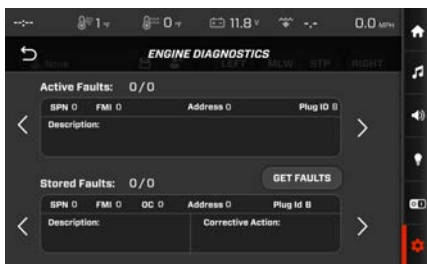 --:-- 1 °F 0 °F 11.8 V -.- 0.0 MPH
ENGINE DIAGNOSTICS
LEFT MLW STP RIGHT
Active Faults: 0/0
SPN 0 FMI 0 Address 0 Plug ID 0
Description:
Stored Faults: 0/0
GET FAULTS
SPN 0 FMI 0 OC 0 Address 0 Plug Id 0
Description: Corrective Action: